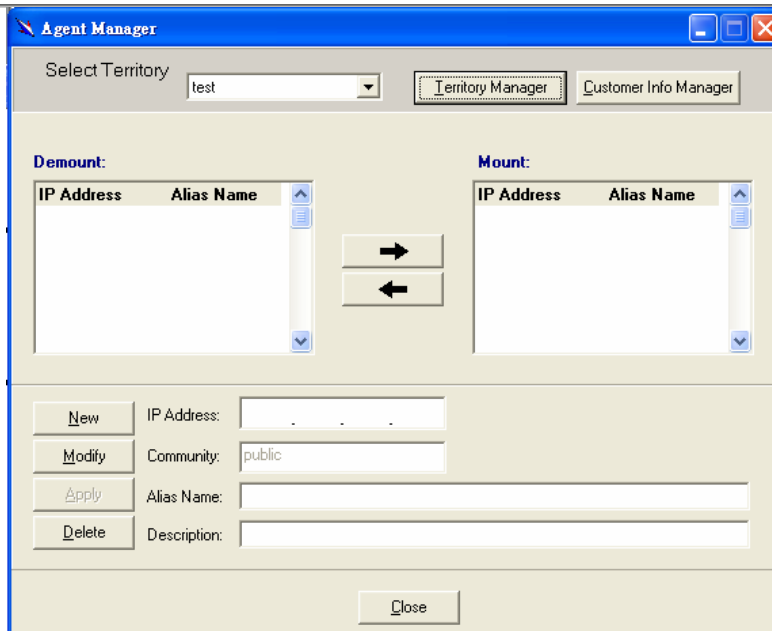 Agent Manager
Select Territory
test
Territory Manager
Customer Info Manager
Demount:
Mount:
IP Address Alias Name
IP Address Alias Name
New
IP Address:
. . .
Modify
Community:
public
Apply
Alias Name:
Delete
Description:
Close